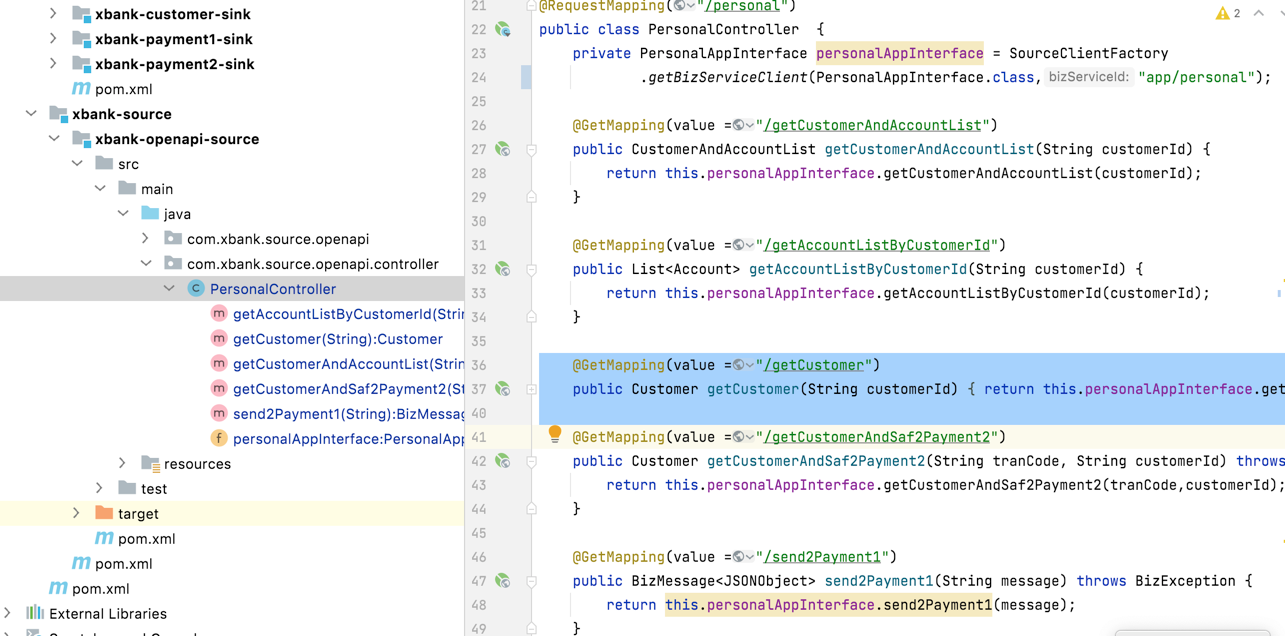 xbank-customer-sink
xbank-payment1-sink
xbank-payment2-sink
m pom.xml
xbank-source
xbank-openapi-source
src
main
java
com.xbank.source.openapi
com.xbank.source.openapi.controller
C PersonalController
m getAccountListByCustomerId(Strin
m getCustomer(String):Customer
m getCustomerAndAccountList(Strin
m getCustomerAndSaf2Payment2(St
m send2Payment1(String):BizMessag
f personalAppInterface:PersonalApp
resources
test
target
m pom.xml
m pom.xml
m pom.xml
External Libraries
21 @RequestMapping("/personal")
22 public class PersonalController {
23 private PersonalAppInterface personalAppInterface = SourceClientFactory
24 .getBizServiceClient(PersonalAppInterface.class, bizServiceId: "app/personal");
25
26 @GetMapping(value ="/getCustomerAndAccountList")
27 public CustomerAndAccountList getCustomerAndAccountList(String customerId) {
28 return this.personalAppInterface.getCustomerAndAccountList(customerId);
29 }
30
31 @GetMapping(value ="/getAccountListByCustomerId")
32 public List<Account> getAccountListByCustomerId(String customerId) {
33 return this.personalAppInterface.getAccountListByCustomerId(customerId);
34 }
35
36 @GetMapping(value ="/getCustomer")
37 public Customer getCustomer(String customerId) { return this.personalAppInterface.get
40
41 @GetMapping(value ="/getCustomerAndSaf2Payment2")
42 public Customer getCustomerAndSaf2Payment2(String tranCode, String customerId) throws
43 return this.personalAppInterface.getCustomerAndSaf2Payment2(tranCode,customerId);
44 }
45
46 @GetMapping(value ="/send2Payment1")
47 public BizMessage<JSONObject> send2Payment1(String message) throws BizException {
48 return this.personalAppInterface.send2Payment1(message);
49 }
2